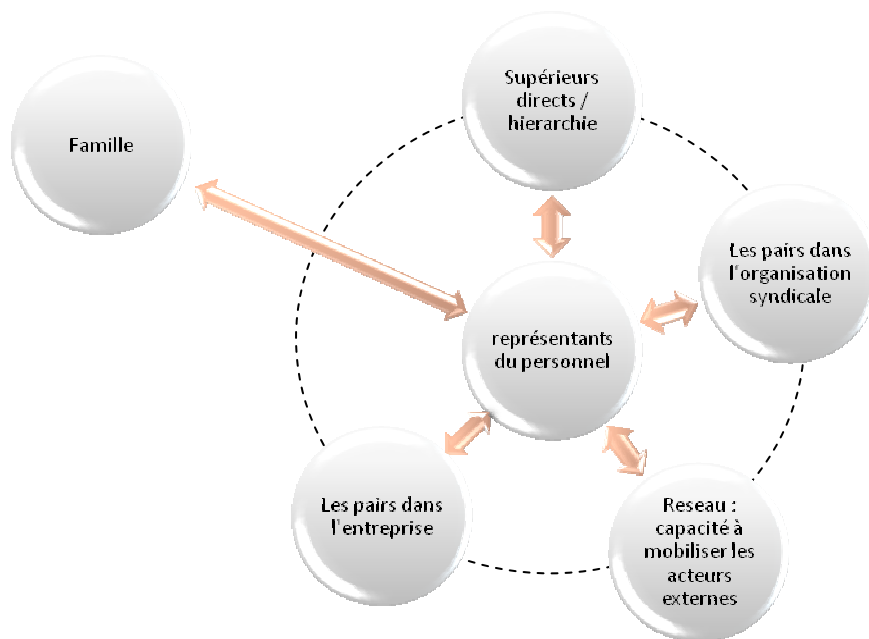 Supérieurs
directs /
hierarchie
Famille
Les pairs dans
l'organisation
syndicale
représentants
du personnel
Les pairs dans
l'entreprise
Reseau :
capacité à
mobiliser les
acteurs
externes